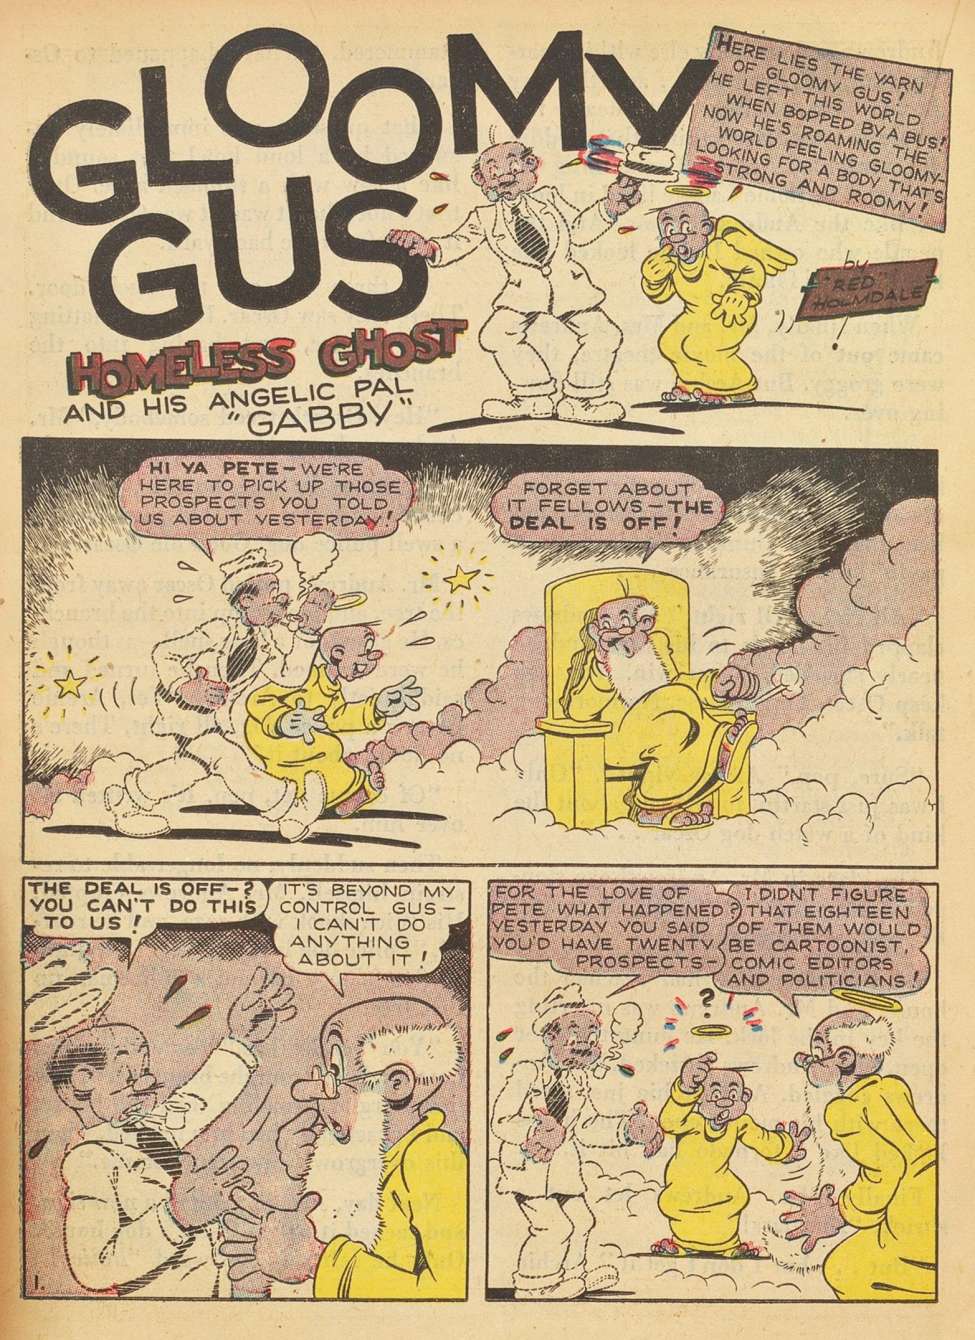 GLOOMY
GUS
HOMELESS GHOST
AND HIS ANGELIC PAL
"GABBY"
HERE LIES THE YARN
OF GLOOMY GUS!
HE LEFT THIS WORLD
WHEN BOPPED BY A BUS!
NOW HE'S ROAMING THE
WORLD FEELING GLOOMY-
LOOKING FOR A BODY THAT'S
STRONG AND ROOMY!
by
"RED"
HOLMDALE
HI YA PETE - WE'RE
HERE TO PICK UP THOSE
PROSPECTS YOU TOLD
US ABOUT YESTERDAY!
FORGET ABOUT
IT FELLOWS - THE
DEAL IS OFF!
THE DEAL IS OFF-?
YOU CAN'T DO THIS
TO US!
IT'S BEYOND MY
CONTROL GUS -
I CAN'T DO
ANYTHING
ABOUT IT!
1.
FOR THE LOVE OF
PETE WHAT HAPPENED?
YESTERDAY YOU SAID
YOU'D HAVE TWENTY
PROSPECTS-
I DIDN'T FIGURE
THAT EIGHTEEN
OF THEM WOULD
BE CARTOONIST,
COMIC EDITORS
AND POLITICIANS!
?